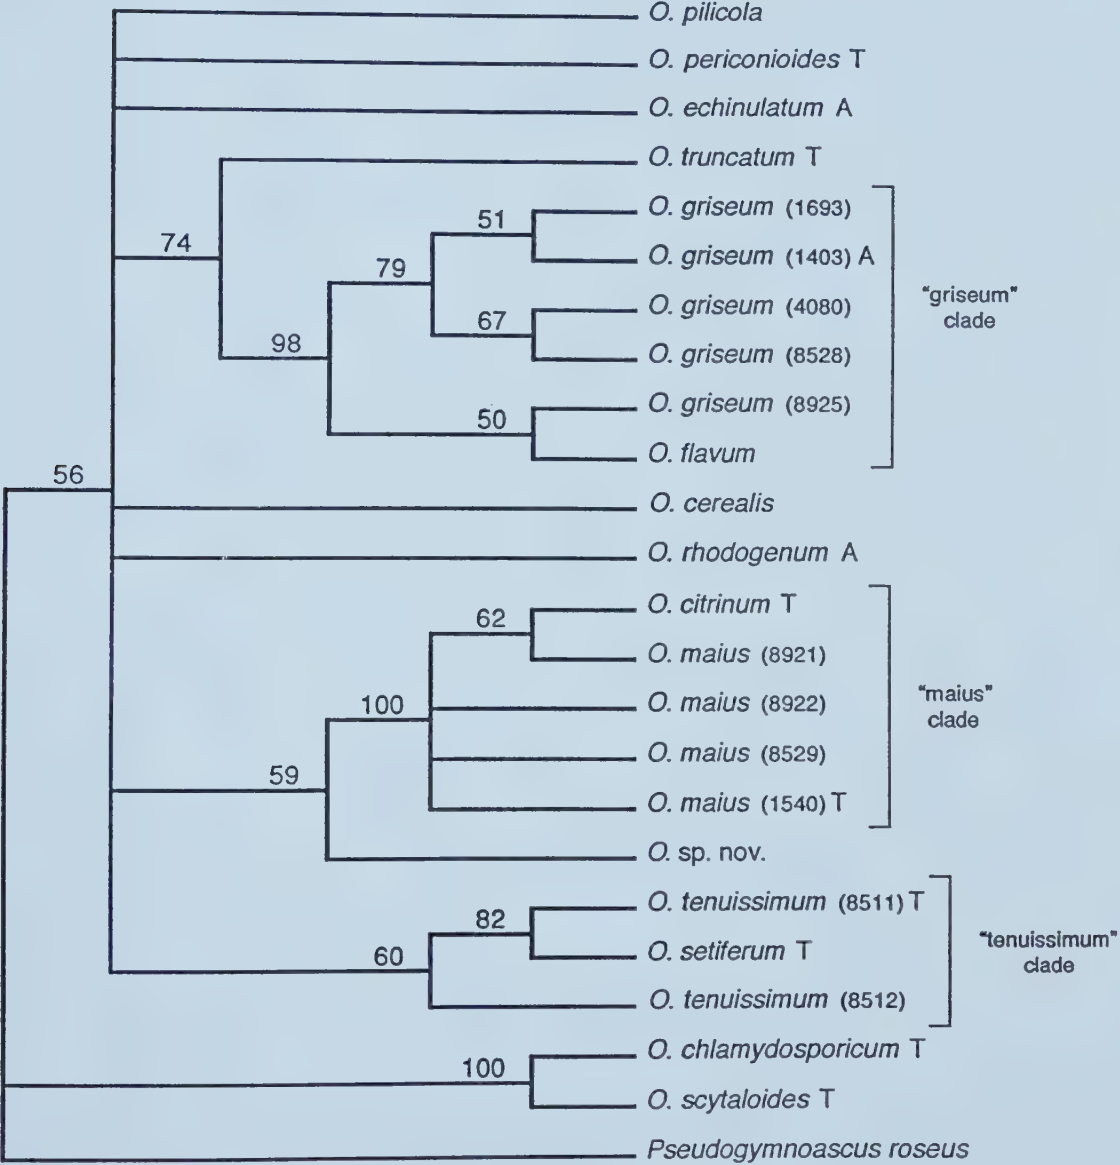 O. pilicola
O. periconioides T
O. echinulatum A
O. truncatum T
O. griseum (1693)
51
O. griseum (1403) A
74
79
O. griseum (4080)
"griseum"
clade
67
O. griseum (8528)
98
O. griseum (8925)
50
O. flavum
56
O. cerealis
O. rhodogenum A
O. citrinum T
62
O. maius (8921)
100
O. maius (8922)
"maius"
clade
O. maius (8529)
59
O. maius (1540) T
O. sp. nov.
O. tenuissimum (8511) T
82
O. setiferum T
"tenuissimum"
clade
60
O. tenuissimum (8512)
O. chlamydosporicum T
100
O. scytaloides T
Pseudogymnoascus roseus